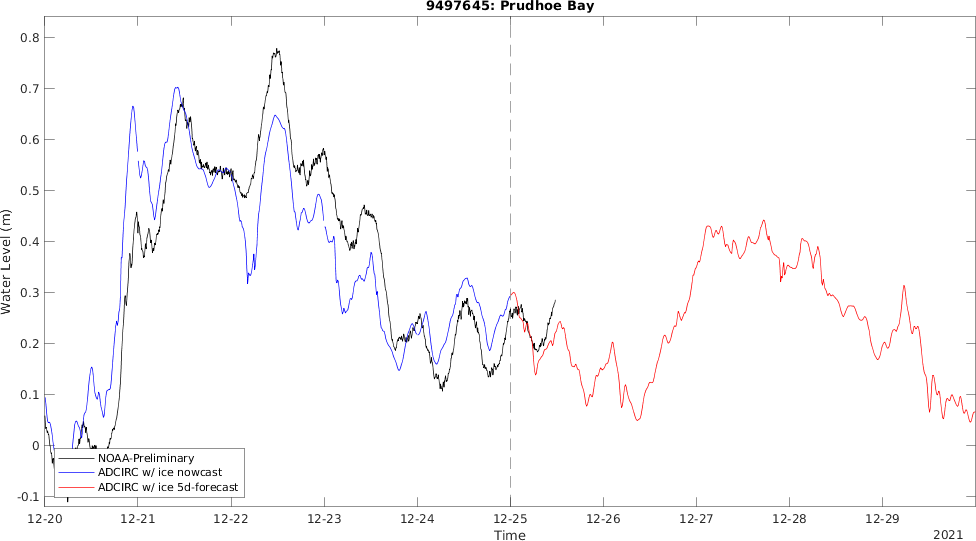 9497645: Prudhoe Bay
0.8
0.7
0.6
0.5
0.4
0.3
0.2
0.1
0
-0.1
Water Level (m)
NOAA-Preliminary
ADCIRC w/ ice nowcast
ADCIRC w/ ice 5d-forecast
12-20 12-21 12-22 12-23 12-24 12-25 12-26 12-27 12-28 12-29
Time
2021